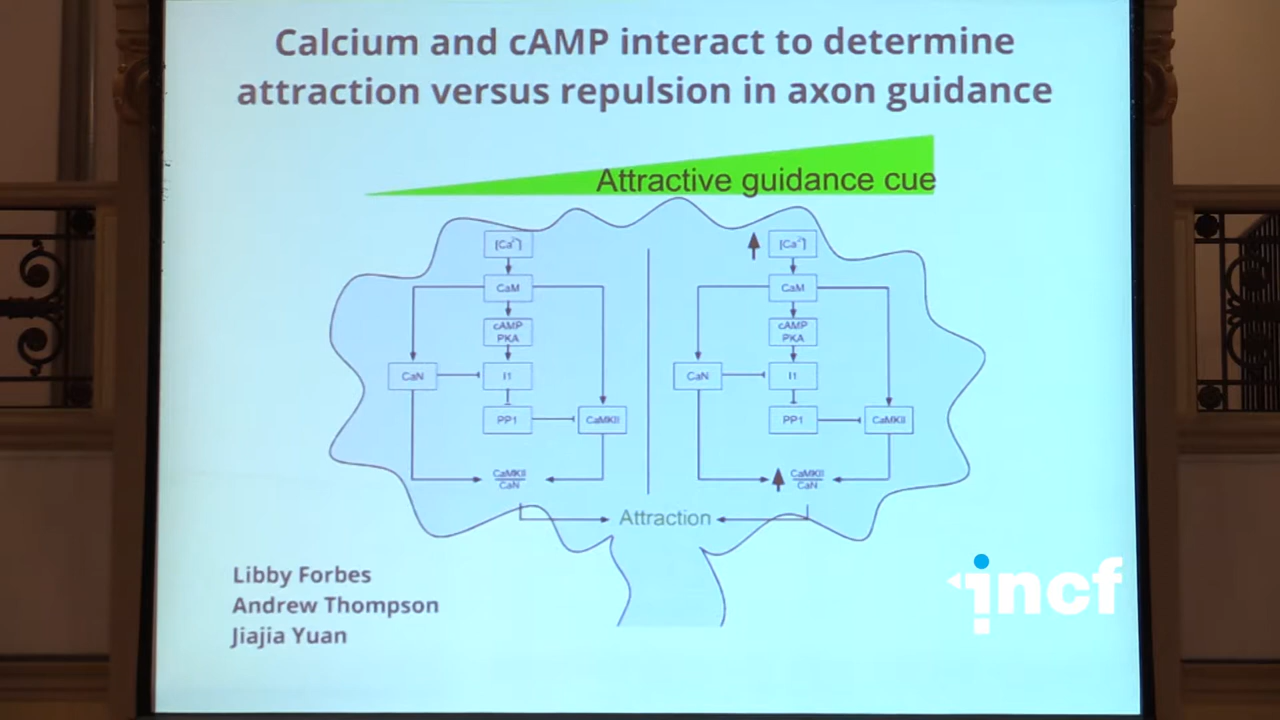 Calcium and cAMP interact to determine
attraction versus repulsion in axon guidance
Attractive guidance cue
[Ca²⁺]
CaM
cAMP
PKA
CaN
I1
PP1
CaMKII
CaMKII
CaN
[Ca²⁺]
CaM
cAMP
PKA
CaN
I1
PP1
CaMKII
CaMKII
CaN
Attraction
Libby Forbes
Andrew Thompson
Jiajia Yuan
incf